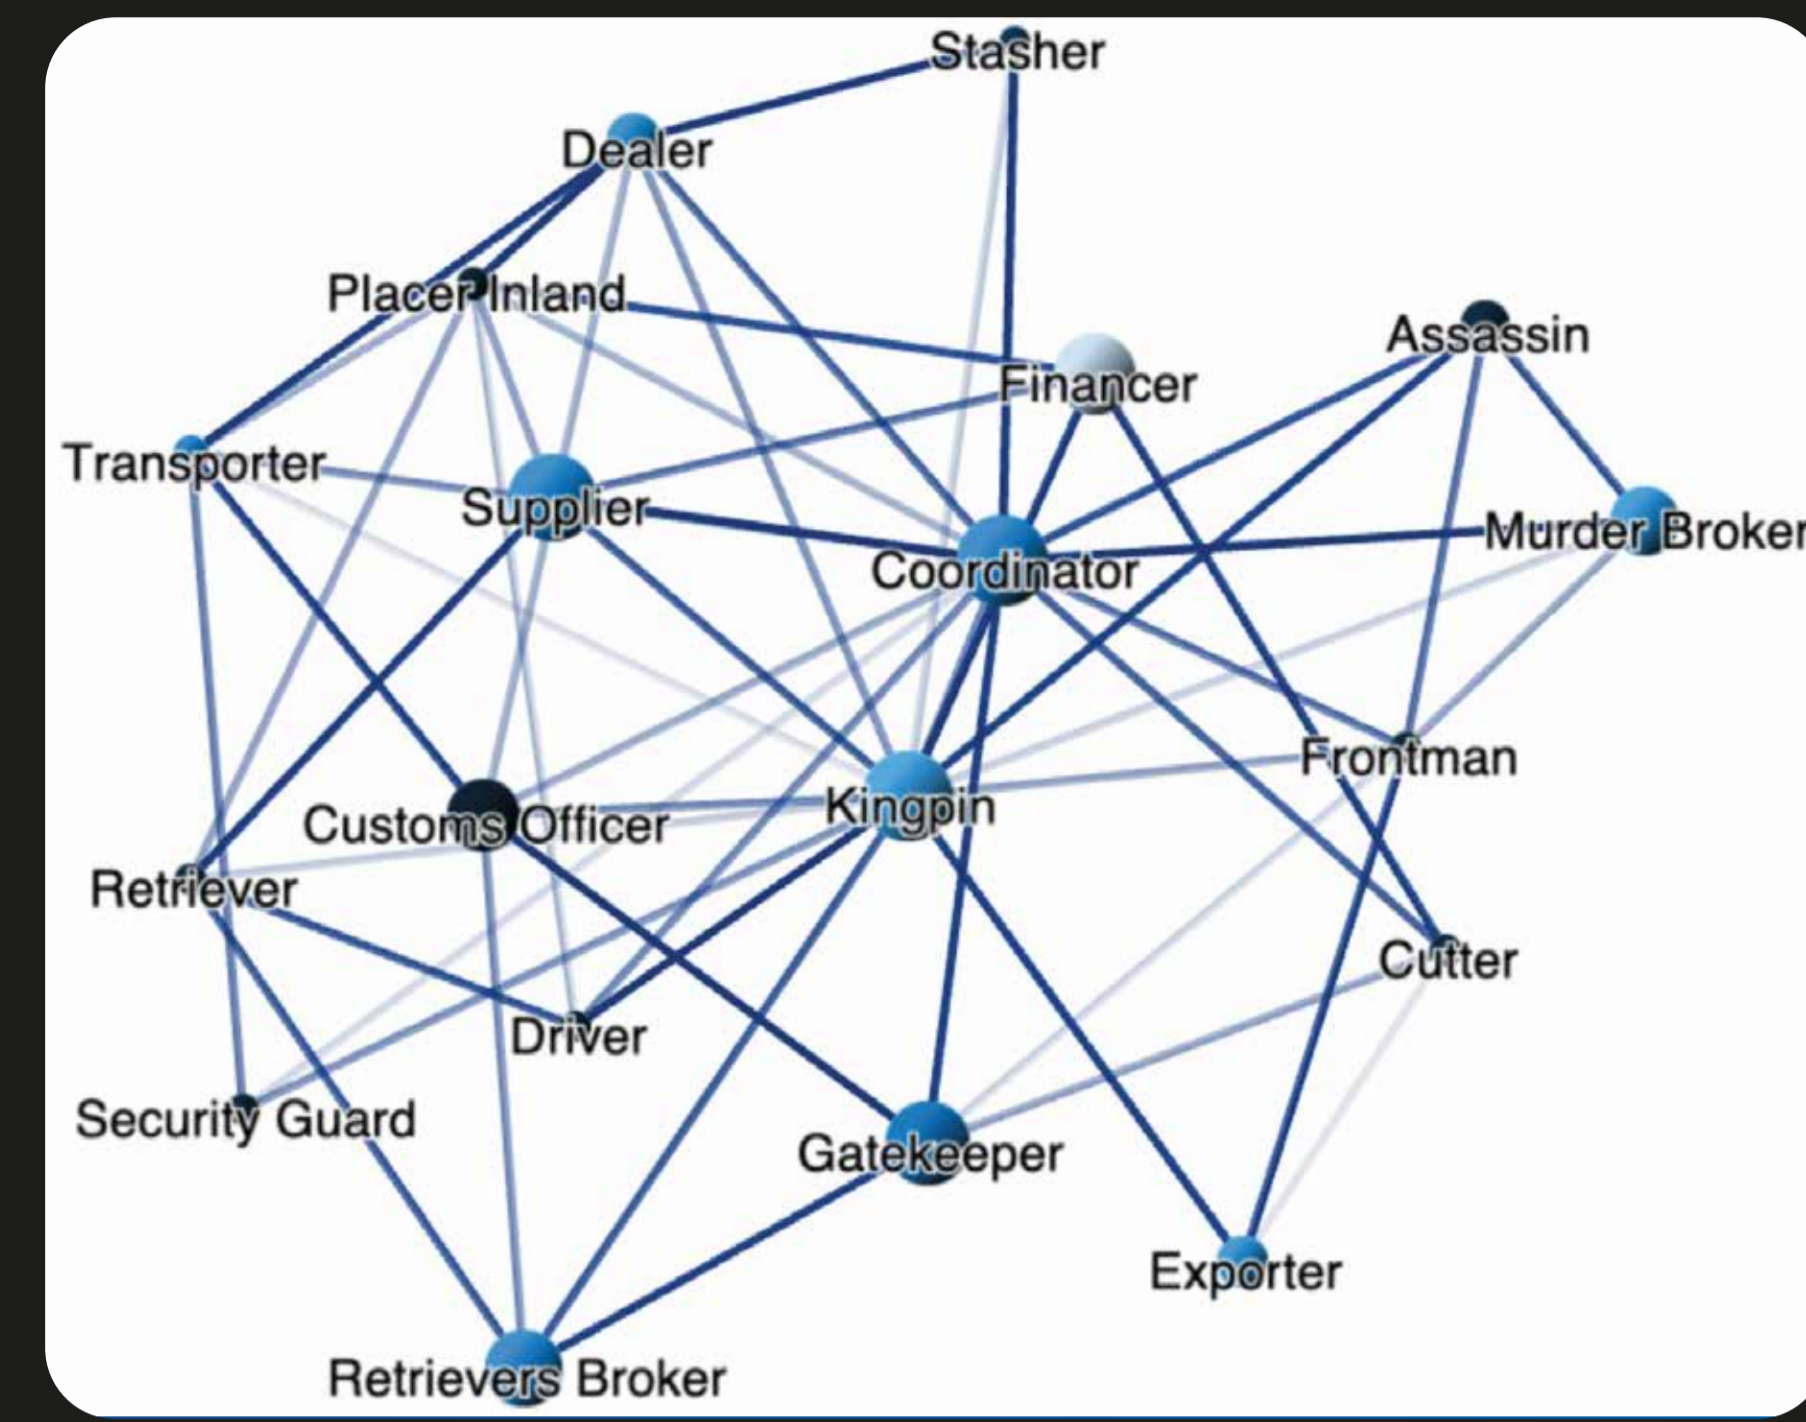 Stasher
Dealer
Placer Inland
Assassin
Financer
Transporter
Supplier
Murder Broker
Coordinator
Frontman
Kingpin
Customs Officer
Retriever
Cutter
Driver
Security Guard
Gatekeeper
Exporter
Retrievers Broker